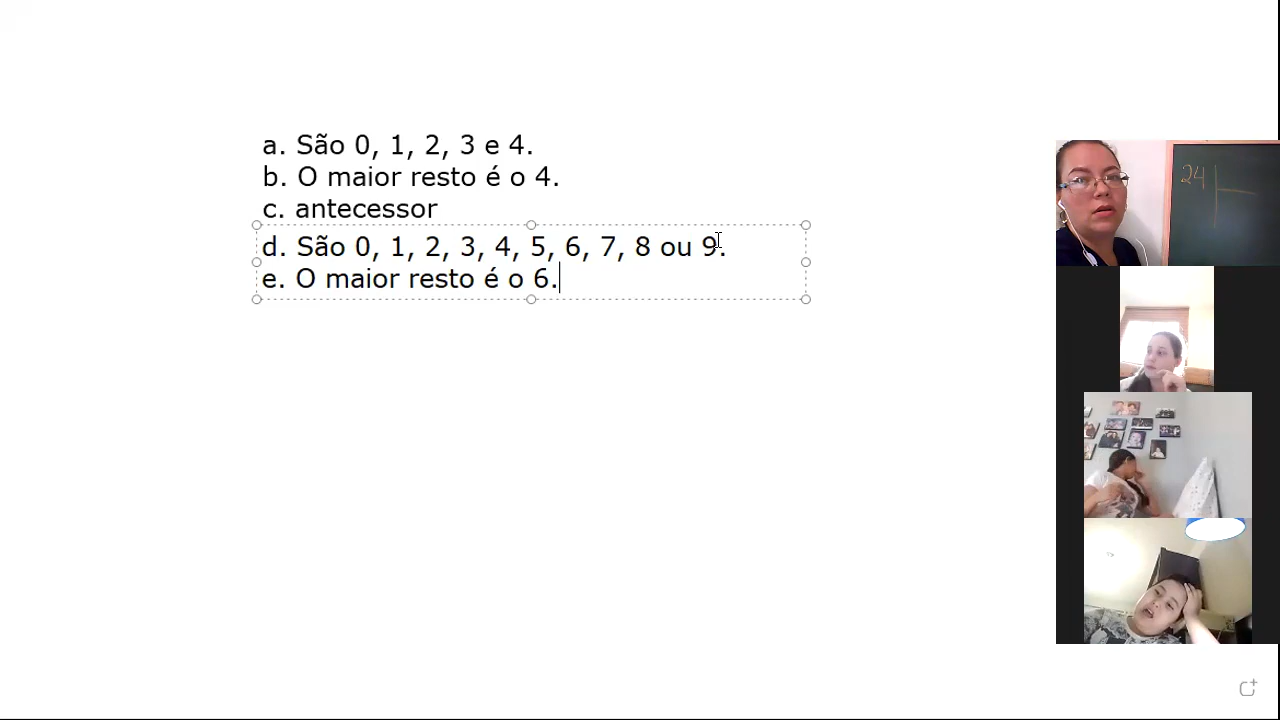 a. São 0, 1, 2, 3 e 4.
b. O maior resto é o 4.
c. antecessor
d. São 0, 1, 2, 3, 4, 5, 6, 7, 8 ou 9.
e. O maior resto é o 6.
24